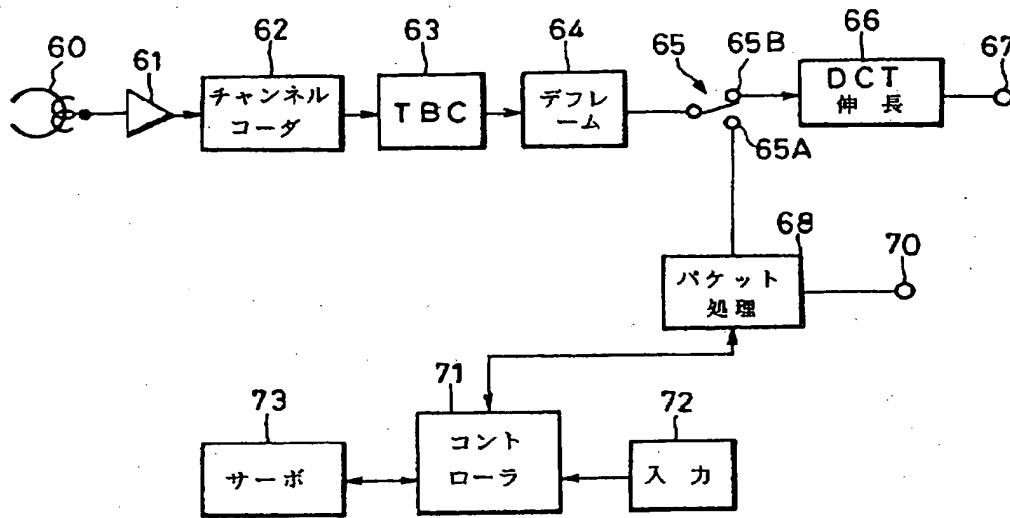 60
61
62
63
64
65
65B
66
67
チャンネル
コーダ
TBC
デフレ
ーム
DCT
伸長
65A
68
70
パケット
処理
71
72
73
コント
ローラ
サーボ
入力